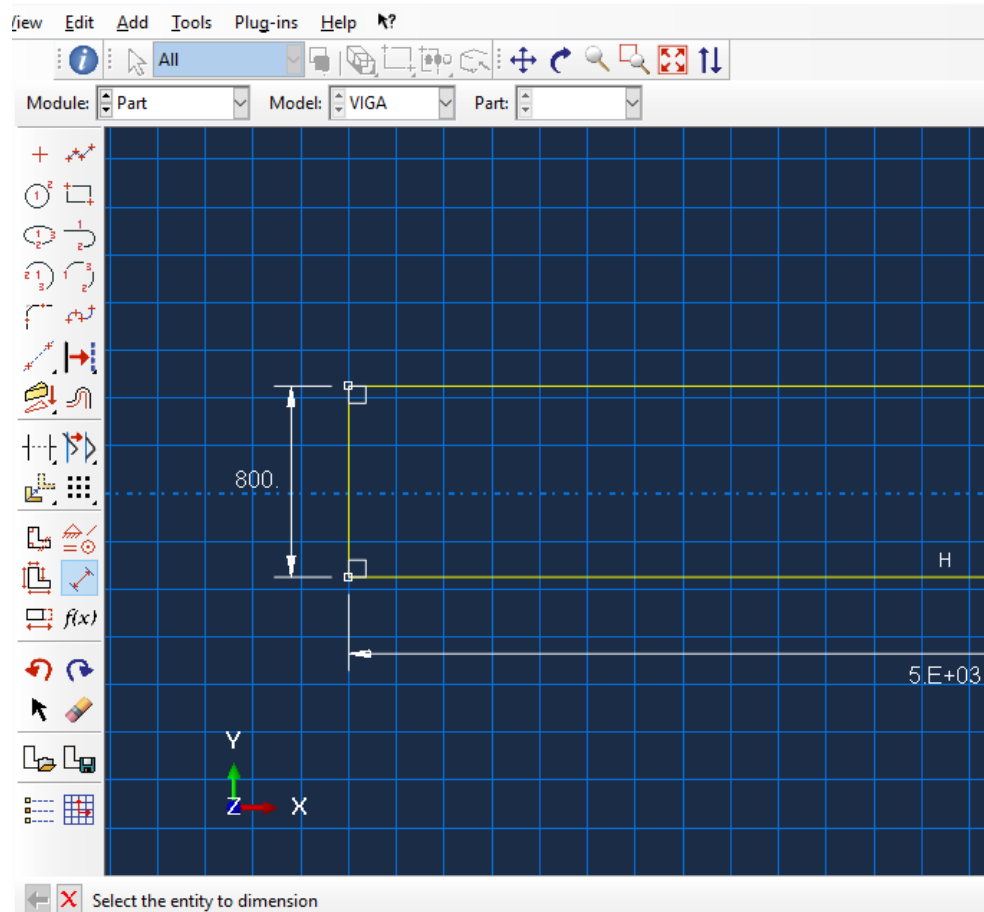 View Edit Add Tools Plug-ins Help
All
Module: Part Model: VIGA Part:
f(x)
800.
H
5.E+03
Y
Z X
Select the entity to dimension